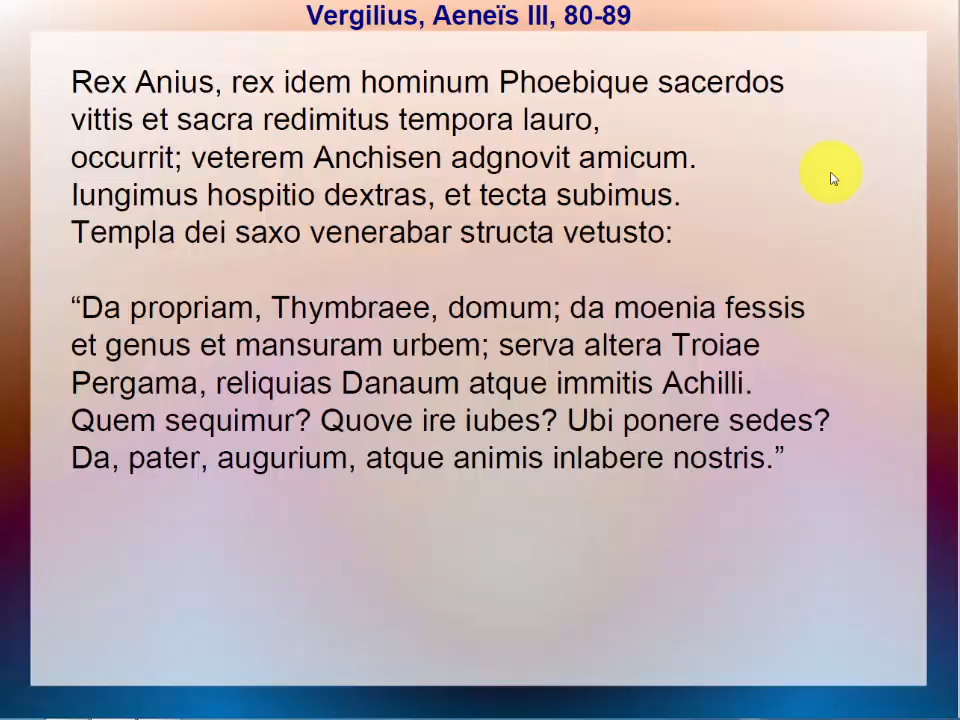 Vergilius, Aeneïs III, 80-89
Rex Anius, rex idem hominum Phoebique sacerdos
vittis et sacra redimitus tempora lauro,
occurrit; veterem Anchisen adgnovit amicum.
Iungimus hospitio dextras, et tecta subimus.
Templa dei saxo venerabar structa vetusto:
“Da propriam, Thymbraee, domum; da moenia fessis
et genus et mansuram urbem; serva altera Troiae
Pergama, reliquias Danaum atque immitis Achilli.
Quem sequimur? Quove ire iubes? Ubi ponere sedes?
Da, pater, augurium, atque animis inlabere nostris.”